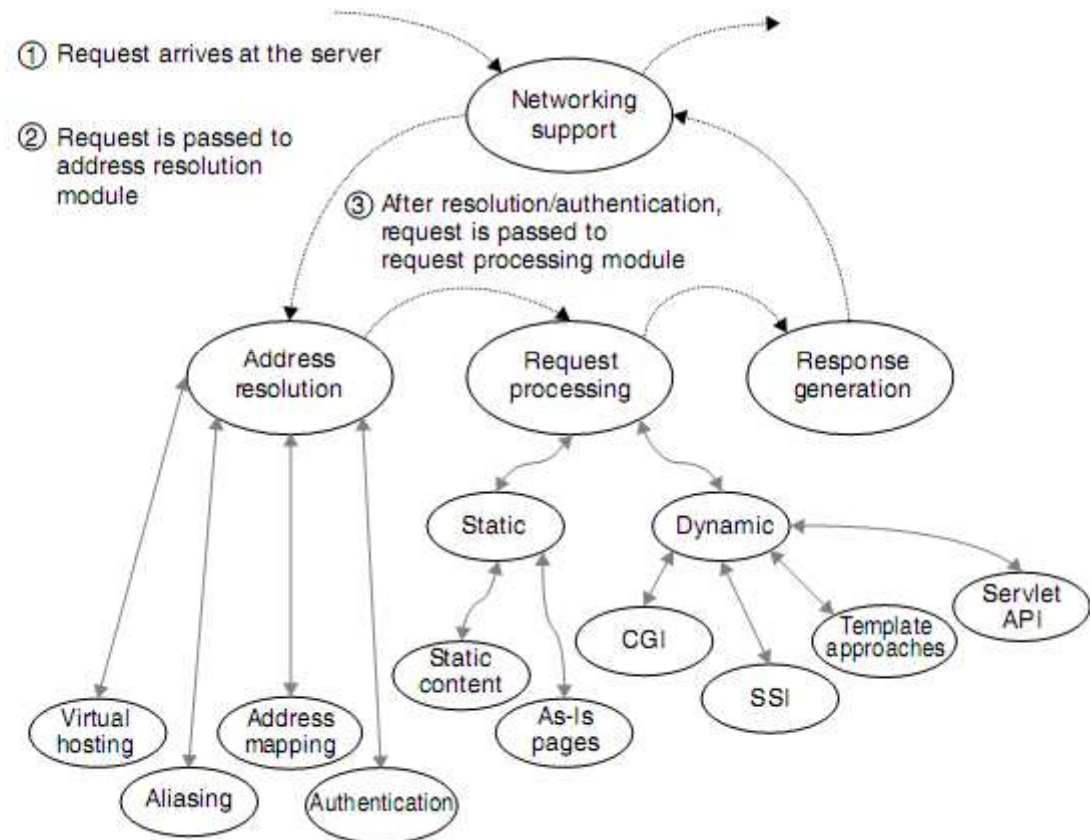 ① Request arrives at the server
Networking
support
② Request is passed to
address resolution
module
③ After resolution/authentication,
request is passed to
request processing module
Address
resolution
Request
processing
Response
generation
Static
Dynamic
Servlet
API
CGI
Template
approaches
Static
content
SSI
Virtual
hosting
Address
mapping
As-Is
pages
Aliasing
Authentication